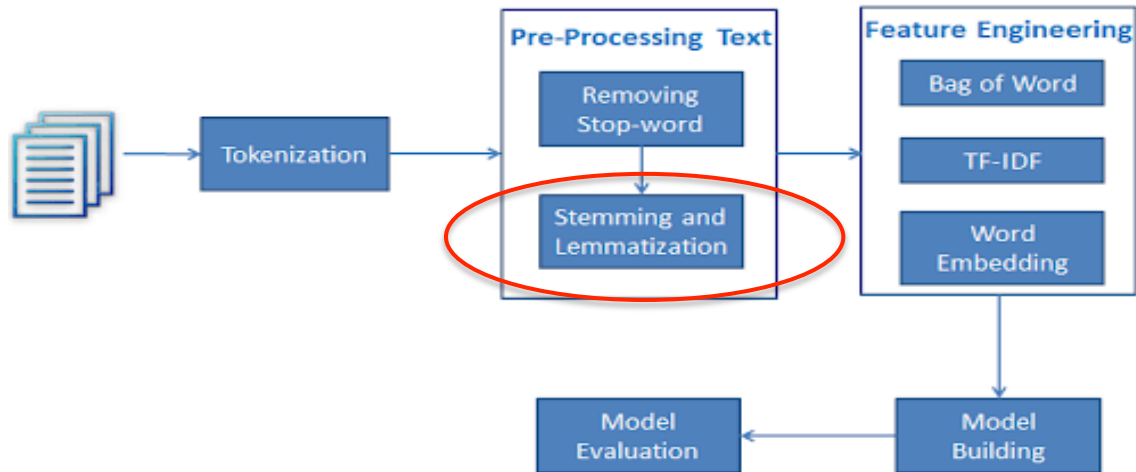 Pre-Processing Text
Feature Engineering
Removing
Stop-word
Bag of Word
Tokenization
TF-IDF
Stemming and
Lemmatization
Word
Embedding
Model
Evaluation
Model
Building